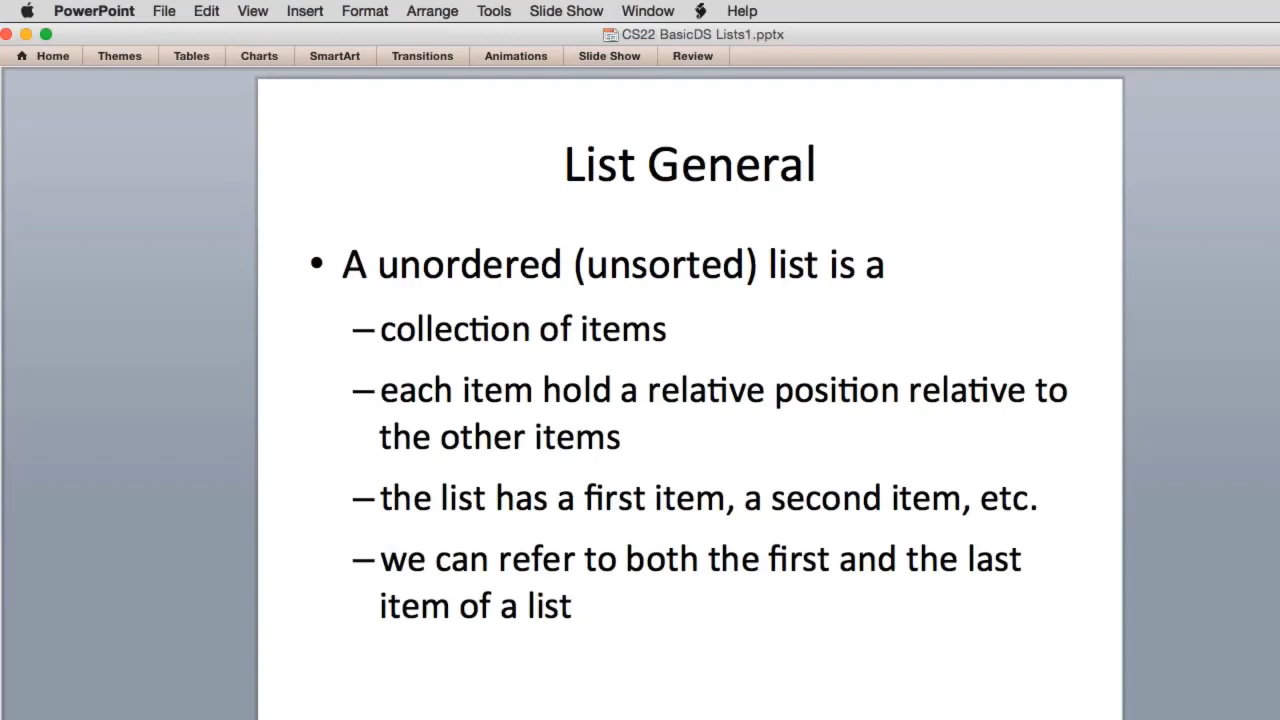 PowerPoint File Edit View Insert Format Arrange Tools Slide Show Window Help
CS22 BasicDS Lists1.pptx
Home Themes Tables Charts SmartArt Transitions Animations Slide Show Review
List General
• A unordered (unsorted) list is a
– collection of items
– each item hold a relative position relative to
the other items
– the list has a first item, a second item, etc.
– we can refer to both the first and the last
item of a list